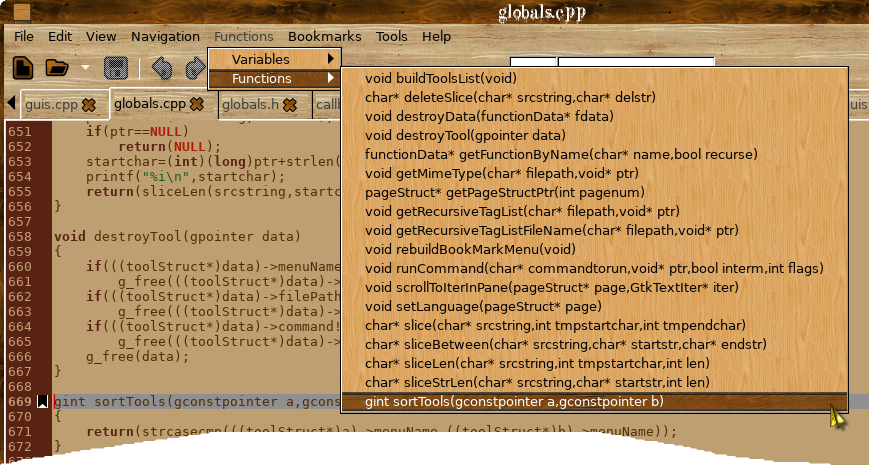 globals.cpp
File Edit View Navigation Functions Bookmarks Tools Help
Variables
Functions
guis.cpp globals.cpp globals.h callb
uis
void buildToolsList(void)
char* deleteSlice(char* srcstring,char* delstr)
void destroyData(functionData* fdata)
void destroyTool(gpointer data)
functionData* getFunctionByName(char* name,bool recurse)
void getMimeType(char* filepath,void* ptr)
pageStruct* getPageStructPtr(int pagenum)
void getRecursiveTagList(char* filepath,void* ptr)
void getRecursiveTagListFileName(char* filepath,void* ptr)
void rebuildBookMarkMenu(void)
void runCommand(char* commandtorun,void* ptr,bool interm,int flags)
void scrollToIterInPane(pageStruct* page,GtkTextIter* iter)
void setLanguage(pageStruct* page)
char* slice(char* srcstring,int tmpstartchar,int tmpendchar)
char* sliceBetween(char* srcstring,char* startstr,char* endstr)
char* sliceLen(char* srcstring,int tmpstartchar,int len)
char* sliceStrLen(char* srcstring,char* startstr,int len)
gint sortTools(gconstpointer a,gconstpointer b)
651 if(ptr==NULL)
652 return(NULL);
653 startchar=(int)(long)ptr+strlen(
654 printf("%i\n",startchar);
655 return(sliceLen(srcstring,startc
656 }
657
658 void destroyTool(gpointer data)
659 {
660 if(((toolStruct*)data)->menuName
661 g_free(((toolStruct*)data)->
662 if(((toolStruct*)data)->filePath
663 g_free(((toolStruct*)data)->
664 if(((toolStruct*)data)->command!
665 g_free(((toolStruct*)data)->
666 g_free(data);
667 }
668
669 gint sortTools(gconstpointer a,gcons
670 {
671 return(strcasecmp(((toolStruct*)a)->menuName,((toolStruct*)b)->menuName));
672 }